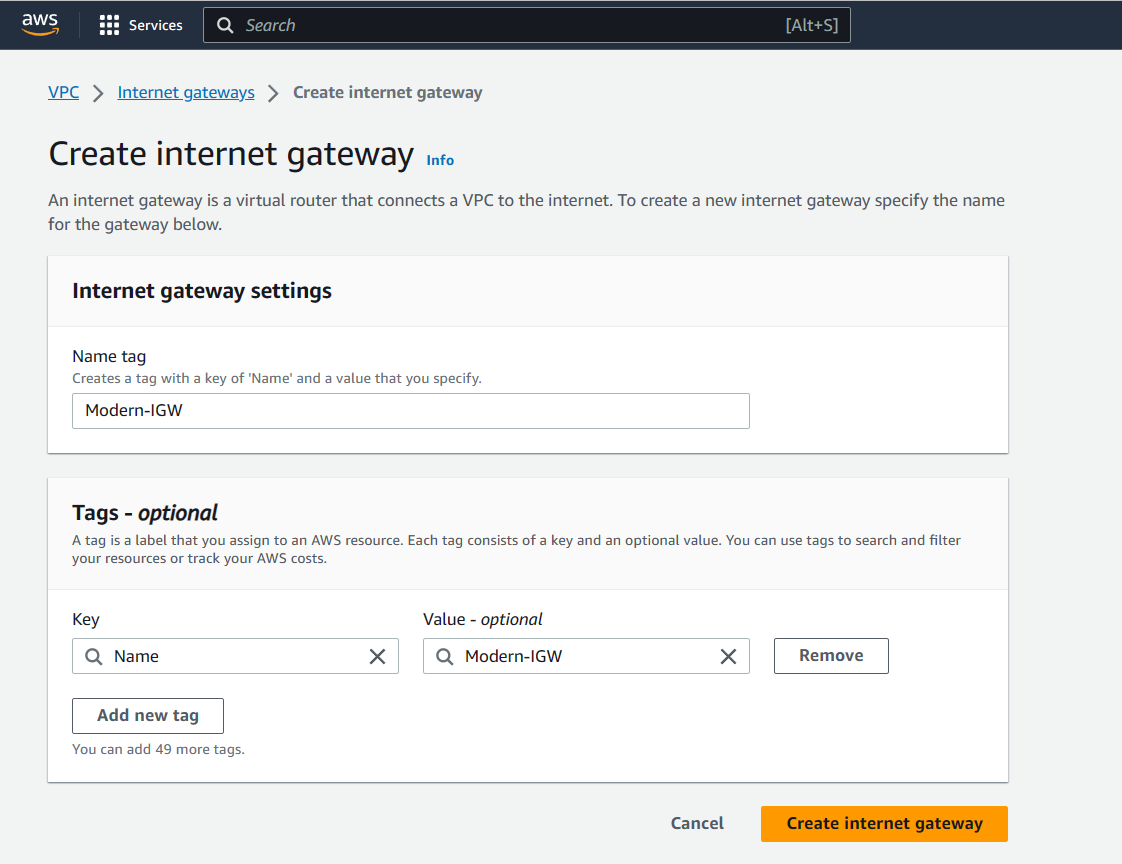 aws
Services
Search
[Alt+S]
VPC
Internet gateways
Create internet gateway
Create internet gateway Info
An internet gateway is a virtual router that connects a VPC to the internet. To create a new internet gateway specify the name
for the gateway below.
Internet gateway settings
Name tag
Creates a tag with a key of 'Name' and a value that you specify.
Modern-IGW
Tags - optional
A tag is a label that you assign to an AWS resource. Each tag consists of a key and an optional value. You can use tags to search and filter
your resources or track your AWS costs.
Key
Value - optional
Name
Modern-IGW
Remove
Add new tag
You can add 49 more tags.
Cancel
Create internet gateway